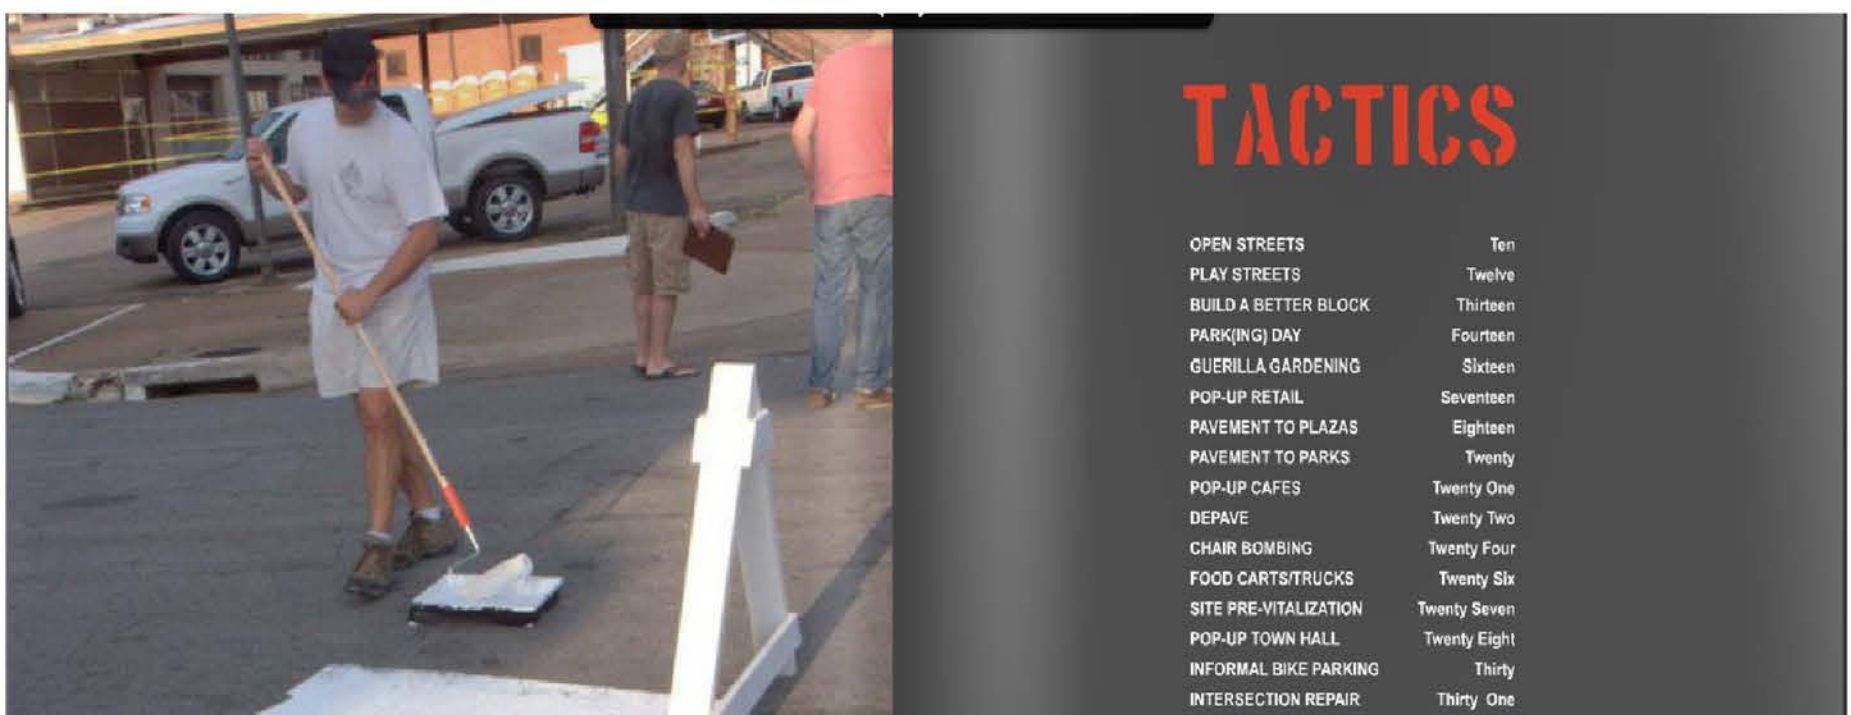 TACTICS
OPEN STREETS Ten
PLAY STREETS Twelve
BUILD A BETTER BLOCK Thirteen
PARK(ING) DAY Fourteen
GUERILLA GARDENING Sixteen
POP-UP RETAIL Seventeen
PAVEMENT TO PLAZAS Eighteen
PAVEMENT TO PARKS Twenty
POP-UP CAFES Twenty One
DEPAVE Twenty Two
CHAIR BOMBING Twenty Four
FOOD CARTS/TRUCKS Twenty Six
SITE PRE-VITALIZATION Twenty Seven
POP-UP TOWN HALL Twenty Eight
INFORMAL BIKE PARKING Thirty
INTERSECTION REPAIR Thirty One